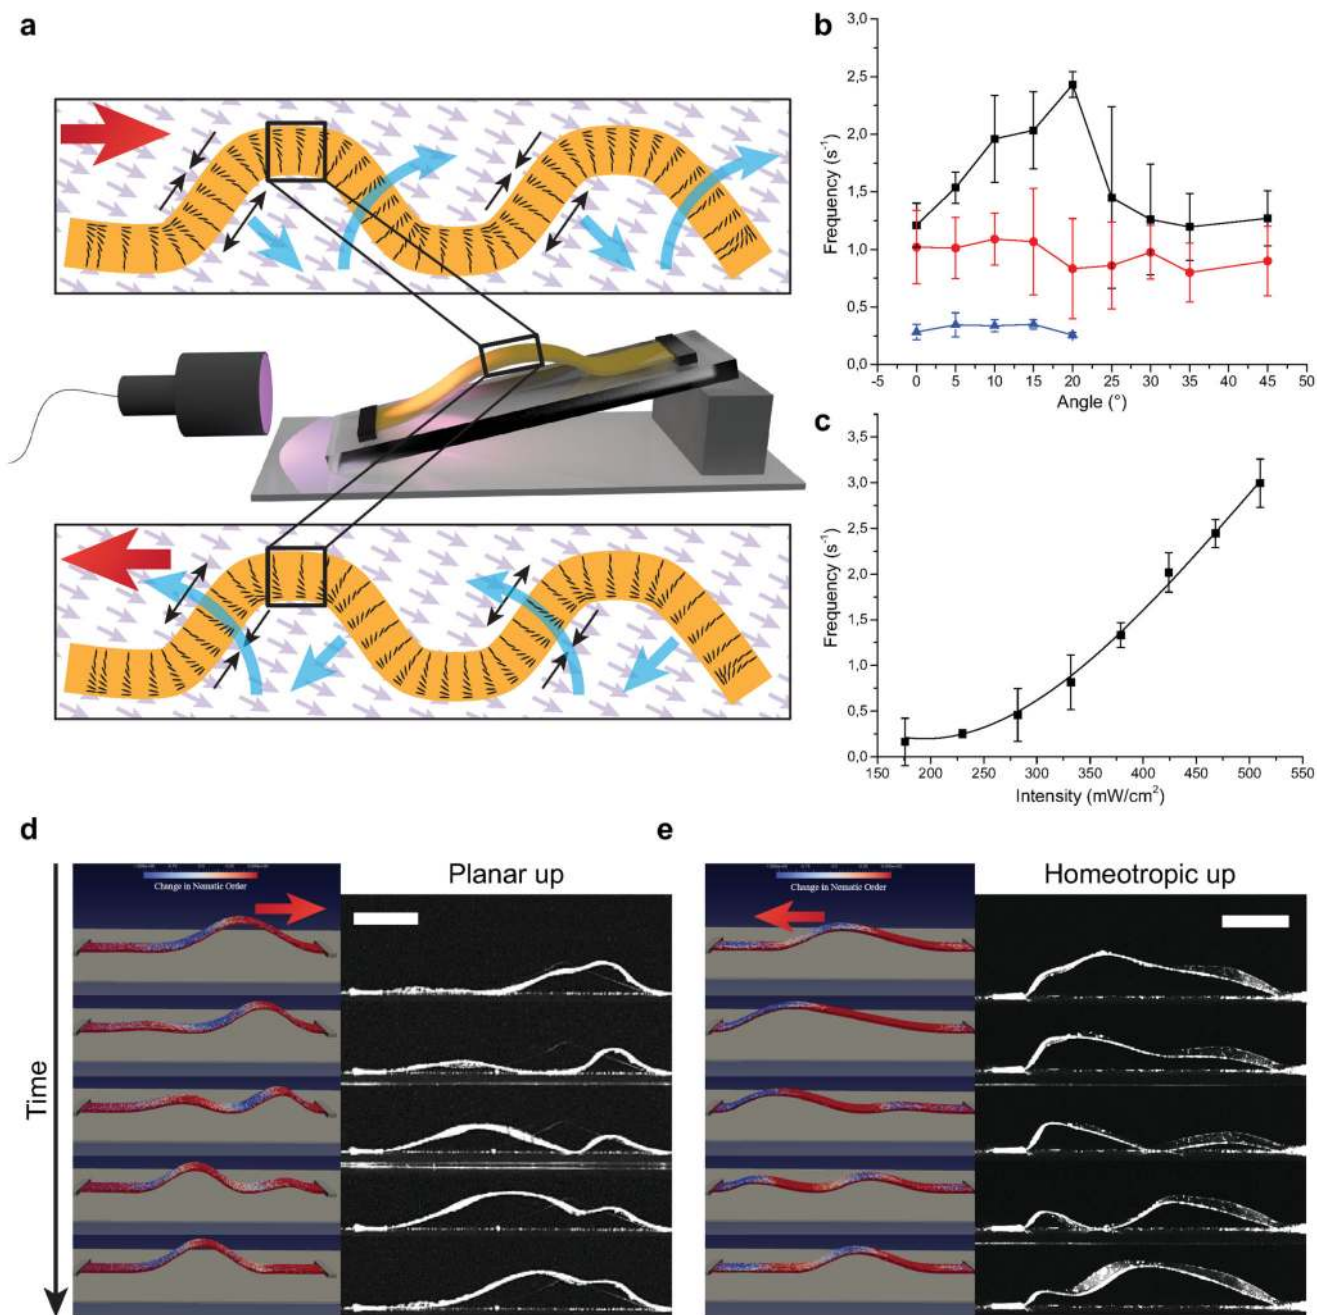 a
b
3,0
2,5
2,0
1,5
1,0
0,5
0,0
Frequency (s⁻¹)
-5 0 5 10 15 20 25 30 35 40 45 50
Angle (°)
c
3,5
3,0
2,5
2,0
1,5
1,0
0,5
0,0
Frequency (s⁻¹)
150 200 250 300 350 400 450 500 550
Intensity (mW/cm²)
d
Time
Change in Nematic Order
Planar up
e
Change in Nematic Order
Homeotropic up